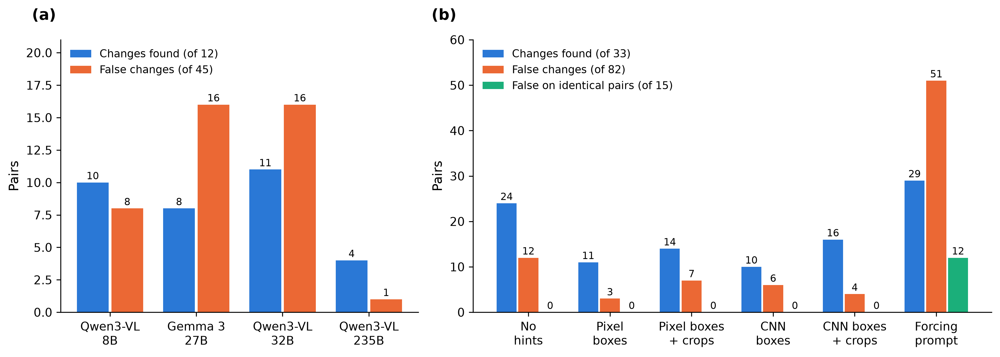 (a)
20.0
17.5
15.0
12.5
10.0
7.5
5.0
2.5
0.0
Pairs
Changes found (of 12)
False changes (of 45)
10
8
8
16
11
16
4
1
Qwen3-VL
8B
Gemma 3
27B
Qwen3-VL
32B
Qwen3-VL
235B
(b)
60
50
40
30
20
10
0
Pairs
Changes found (of 33)
False changes (of 82)
False on identical pairs (of 15)
24
12
0
11
3
0
14
7
0
10
6
0
16
4
0
29
51
12
No
hints
Pixel
boxes
Pixel boxes
+ crops
CNN
boxes
CNN boxes
+ crops
Forcing
prompt